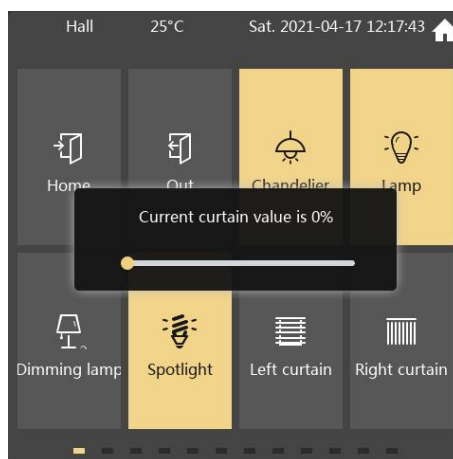 Hall 25°C Sat. 2021-04-17 12:17:43
Home Out Chandelier Lamp
Current curtain value is 0%
Dimming lamp Spotlight Left curtain Right curtain